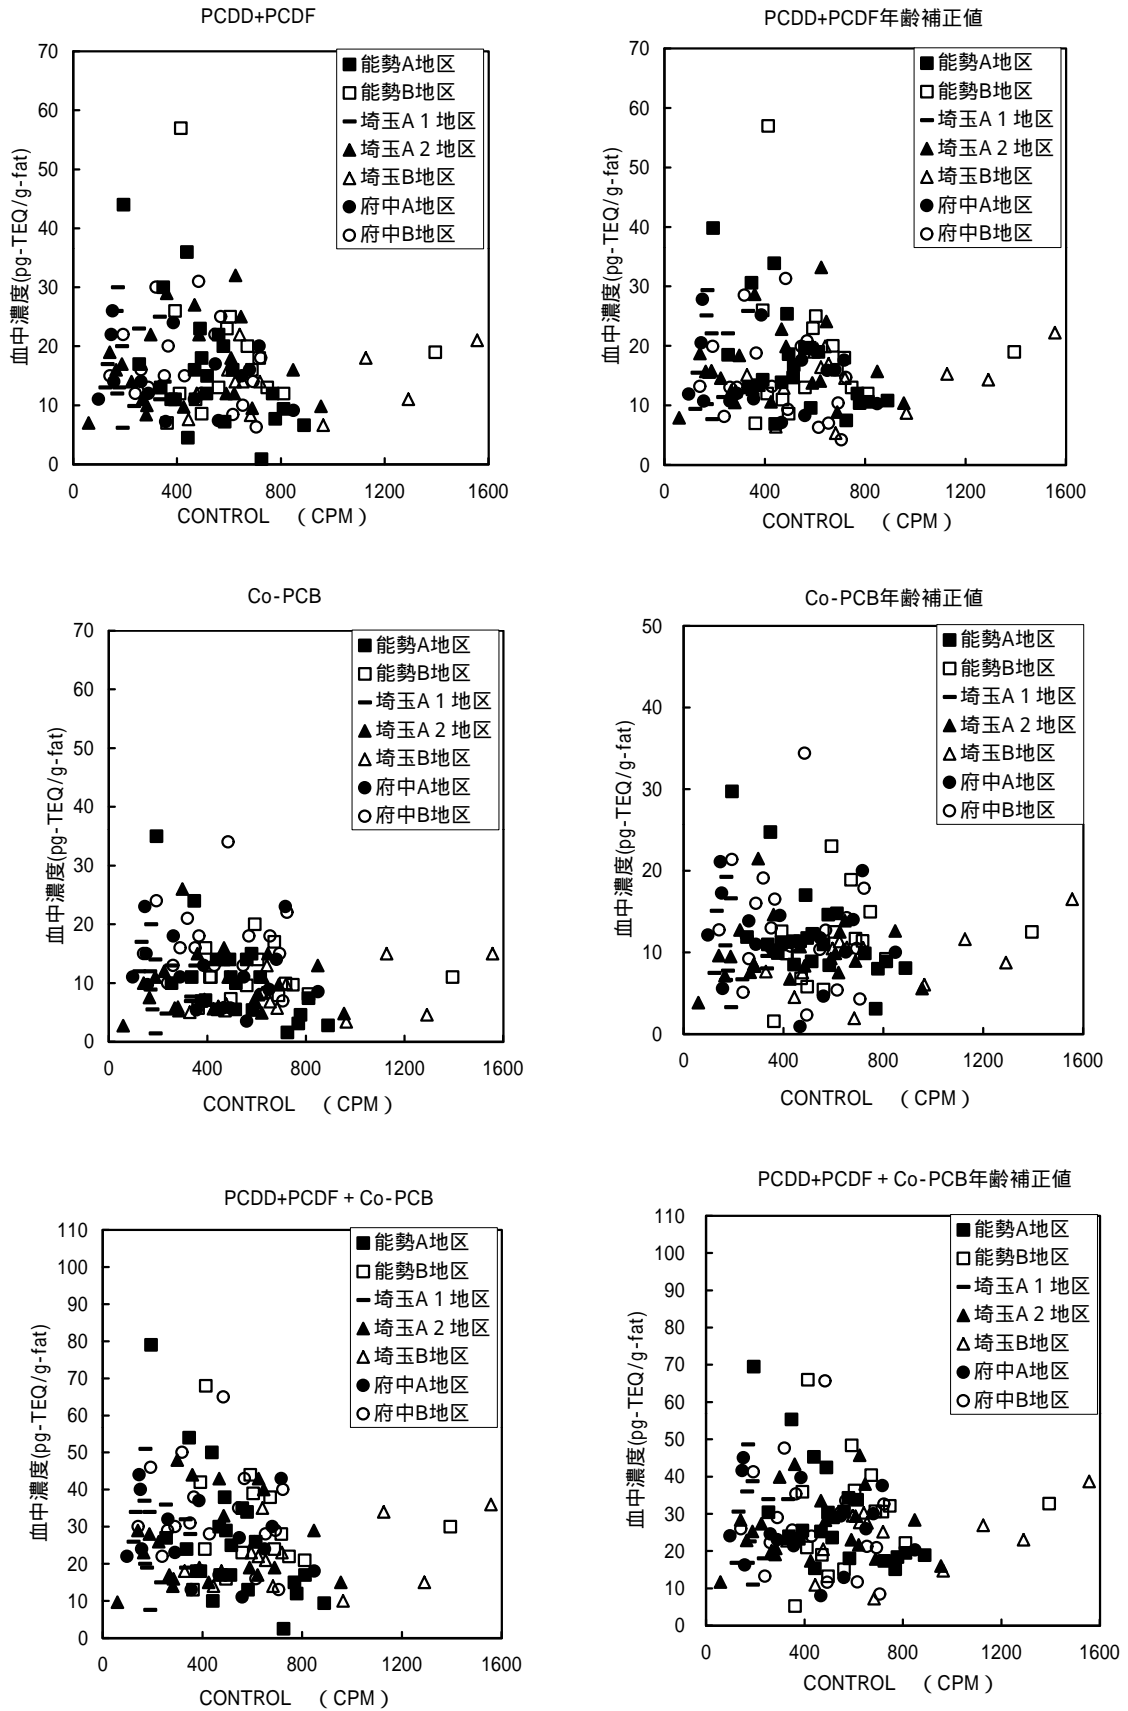 PCDD+PCDF
70
60
50
40
30
20
10
0
血中濃度(pg-TEQ/g-fat)
■能勢A地区
□能勢B地区
-埼玉A1地区
▲埼玉A2地区
△埼玉B地区
●府中A地区
○府中B地区
0 400 800 1200 1600
CONTROL (CPM)
PCDD+PCDF年齢補正値
70
60
50
40
30
20
10
0
血中濃度(pg-TEQ/g-fat)
■能勢A地区
□能勢B地区
-埼玉A1地区
▲埼玉A2地区
△埼玉B地区
●府中A地区
○府中B地区
0 400 800 1200 1600
CONTROL (CPM)
Co-PCB
70
60
50
40
30
20
10
0
血中濃度(pg-TEQ/g-fat)
■能勢A地区
□能勢B地区
-埼玉A1地区
▲埼玉A2地区
△埼玉B地区
●府中A地区
○府中B地区
0 400 800 1200 1600
CONTROL (CPM)
Co-PCB年齢補正値
50
40
30
20
10
0
血中濃度(pg-TEQ/g-fat)
■能勢A地区
□能勢B地区
-埼玉A1地区
▲埼玉A2地区
△埼玉B地区
●府中A地区
○府中B地区
0 400 800 1200 1600
CONTROL (CPM)
PCDD+PCDF + Co-PCB
110
100
90
80
70
60
50
40
30
20
10
0
血中濃度(pg-TEQ/g-fat)
■能勢A地区
□能勢B地区
-埼玉A1地区
▲埼玉A2地区
△埼玉B地区
●府中A地区
○府中B地区
0 400 800 1200 1600
CONTROL (CPM)
PCDD+PCDF + Co-PCB年齢補正値
110
100
90
80
70
60
50
40
30
20
10
0
血中濃度(pg-TEQ/g-fat)
■能勢A地区
□能勢B地区
-埼玉A1地区
▲埼玉A2地区
△埼玉B地区
●府中A地区
○府中B地区
0 400 800 1200 1600
CONTROL (CPM)